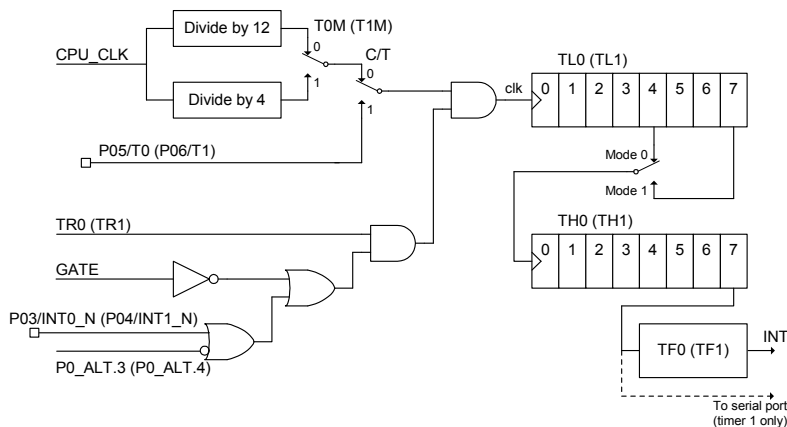 Divide by 12
T0M (T1M)
CPU_CLK
0
C/T
1
0
Divide by 4
1
P05/T0 (P06/T1)
clk
TL0 (TL1)
0 1 2 3 4 5 6 7
Mode 0
Mode 1
TR0 (TR1)
TH0 (TH1)
0 1 2 3 4 5 6 7
GATE
P03/INT0_N (P04/INT1_N)
P0_ALT.3 (P0_ALT.4)
TF0 (TF1)
INT
To serial port
(timer 1 only)